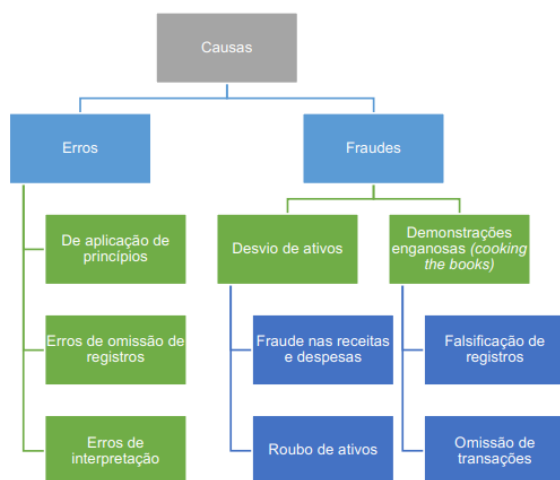 Causas
Erros
Fraudes
De aplicação de
princípios
Erros de omissão de
registros
Erros de
interpretação
Desvio de ativos
Fraude nas receitas
e despesas
Roubo de ativos
Demonstrações
enganosas (cooking
the books)
Falsificação de
registros
Omissão de
transações